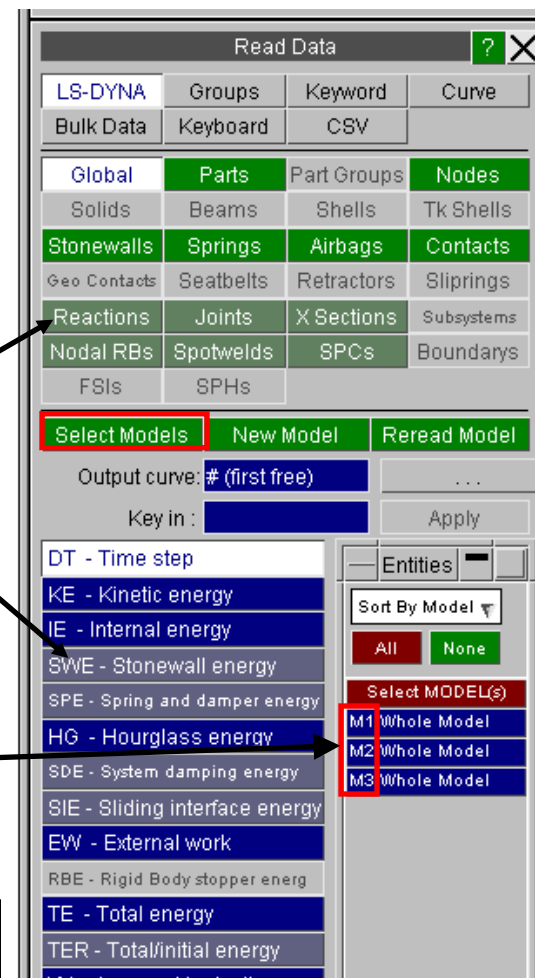 Read Data ?
LS-DYNA Groups Keyword Curve
Bulk Data Keyboard CSV
Global Parts Part Groups Nodes
Solids Beams Shells Tk Shells
Stonewalls Springs Airbags Contacts
Geo Contacts Seatbelts Retractors Sliprings
Reactions Joints X Sections Subsystems
Nodal RBs Spotwelds SPCs Boundarys
FSIs SPHs
Select Models New Model Reread Model
Output curve: # (first free) ...
Key in : Apply
DT - Time step
KE - Kinetic energy
IE - Internal energy
SWE - Stonewall energy
SPE - Spring and damper energy
HG - Hourglass energy
SDE - System damping energy
SIE - Sliding interface energy
EW - External work
RBE - Rigid Body stopper energ
TE - Total energy
TER - Total/initial energy
Entities
Sort By Model
All None
Select MODEL(s)
M1 Whole Model
M2 Whole Model
M3 Whole Model